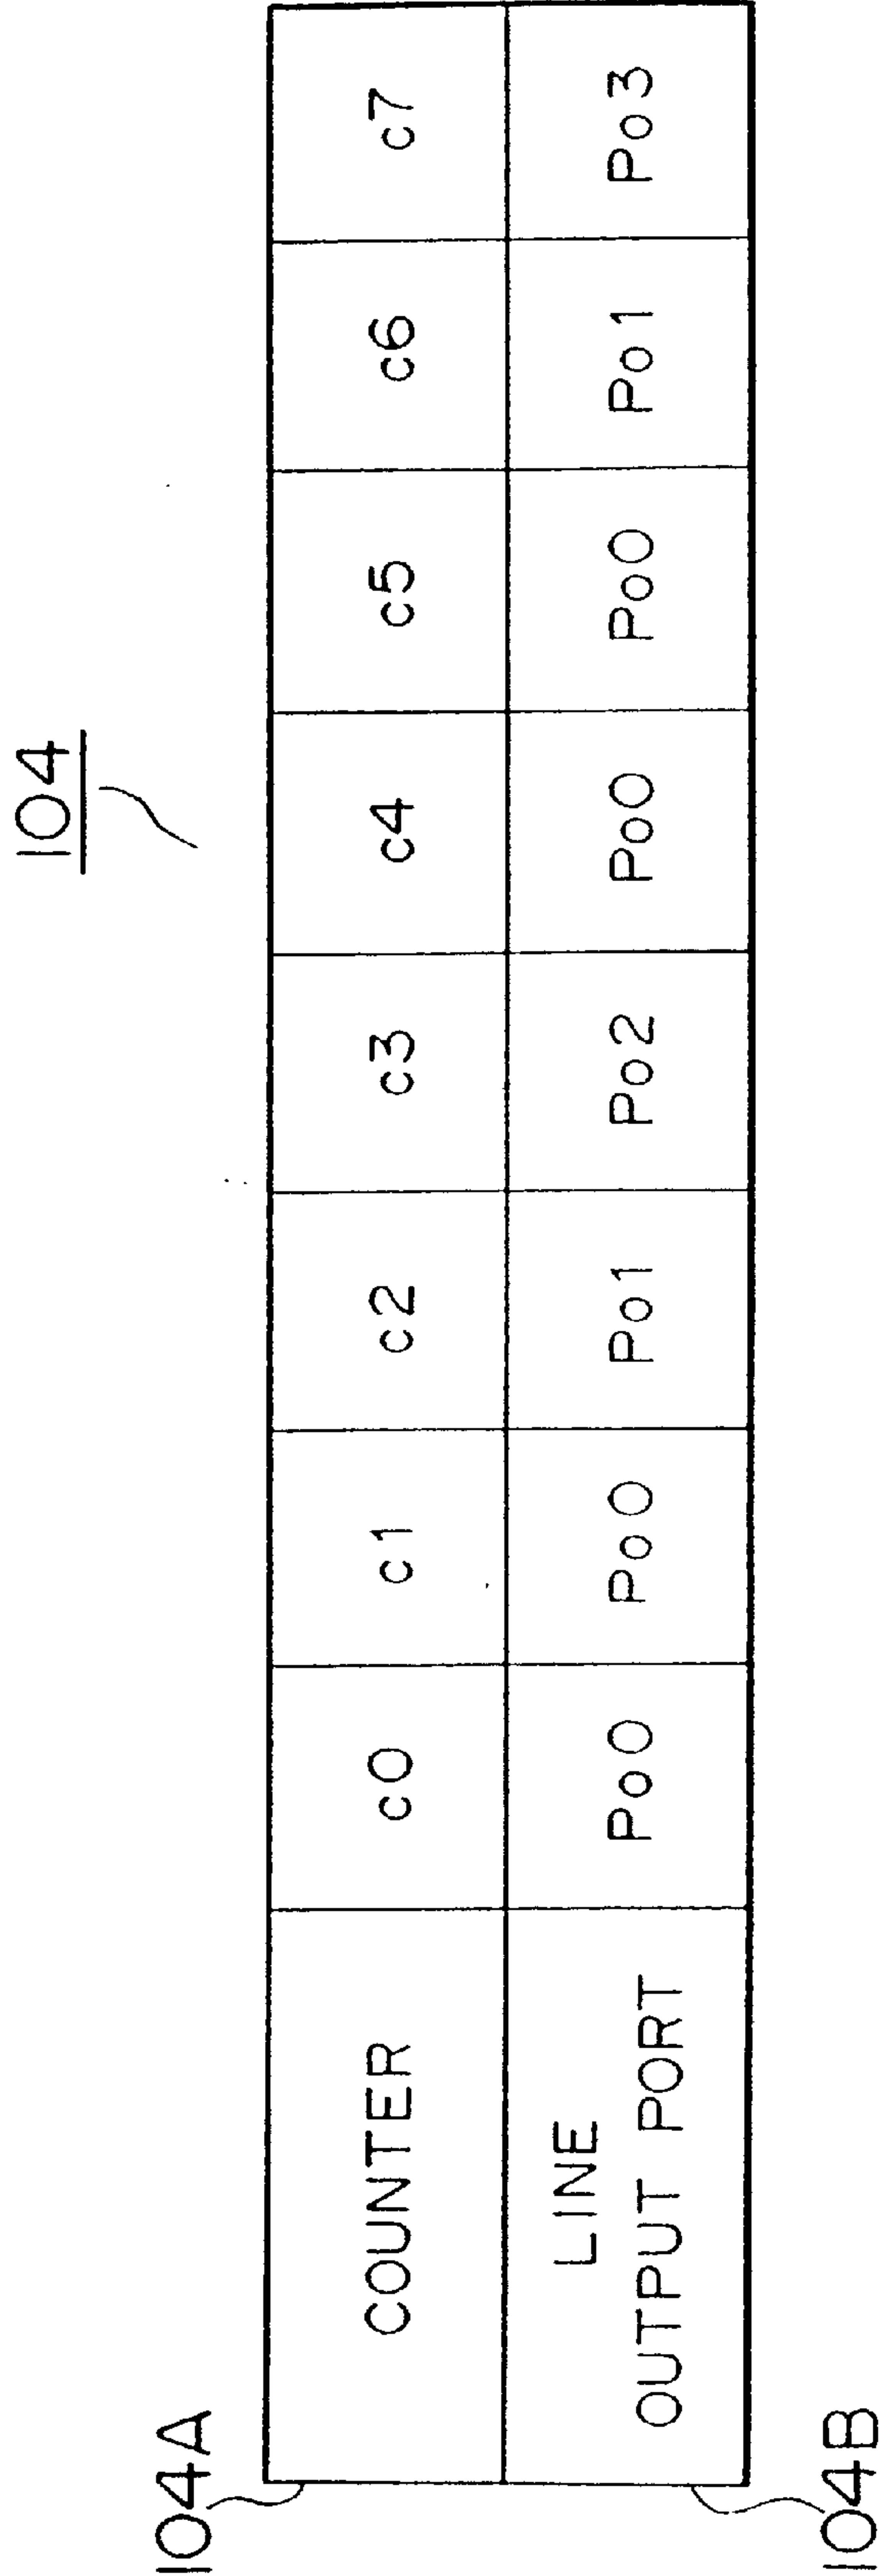 104
104A
COUNTER c0 c1 c2 c3 c4 c5 c6 c7
LINE
OUTPUT PORT Po0 Po0 Po1 Po2 Po0 Po0 Po1 Po3
104B